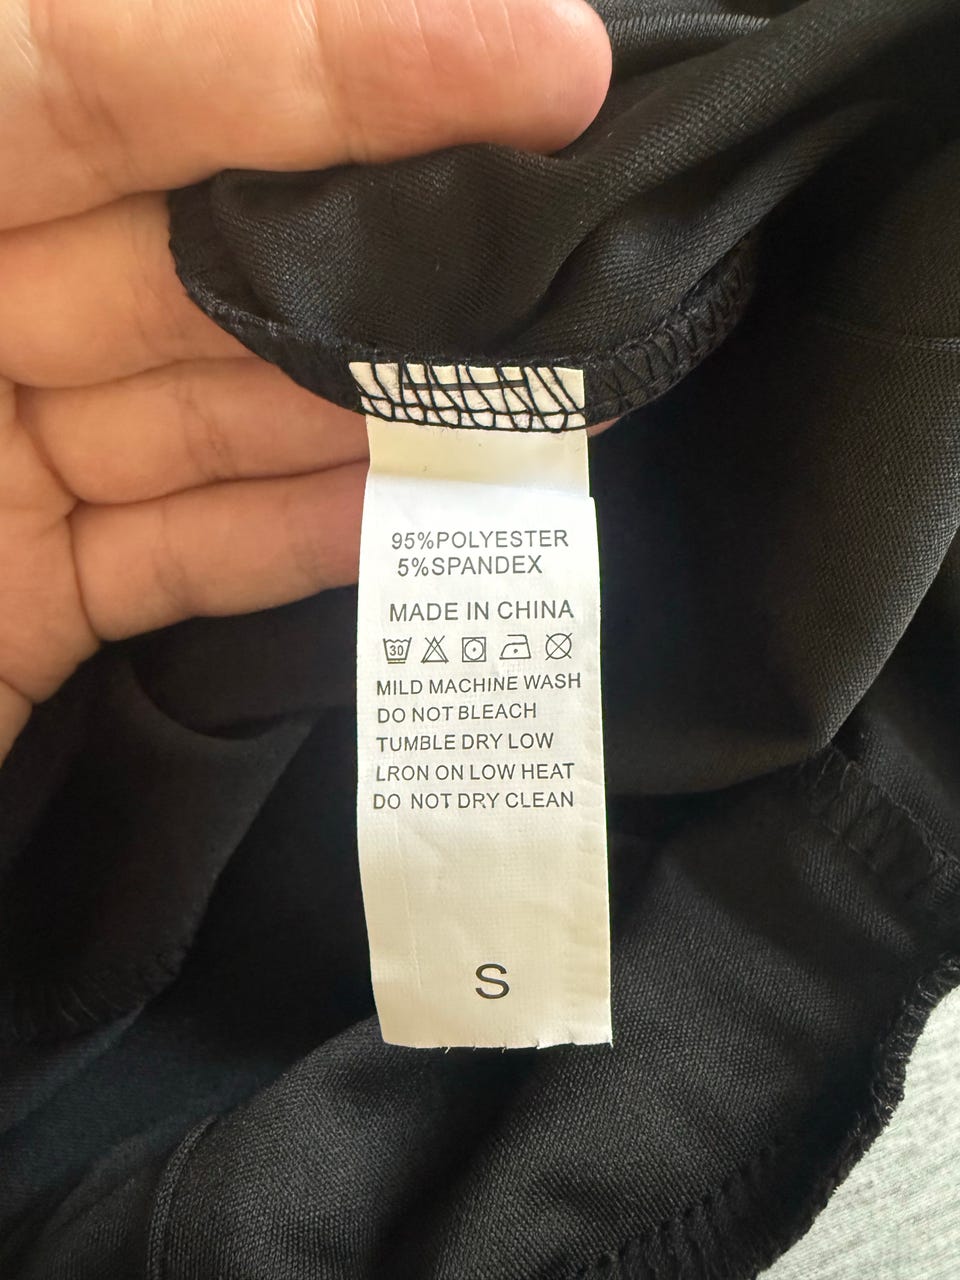 95%POLYESTER
5%SPANDEX
MADE IN CHINA
30
MILD MACHINE WASH
DO NOT BLEACH
TUMBLE DRY LOW
LRON ON LOW HEAT
DO NOT DRY CLEAN
S